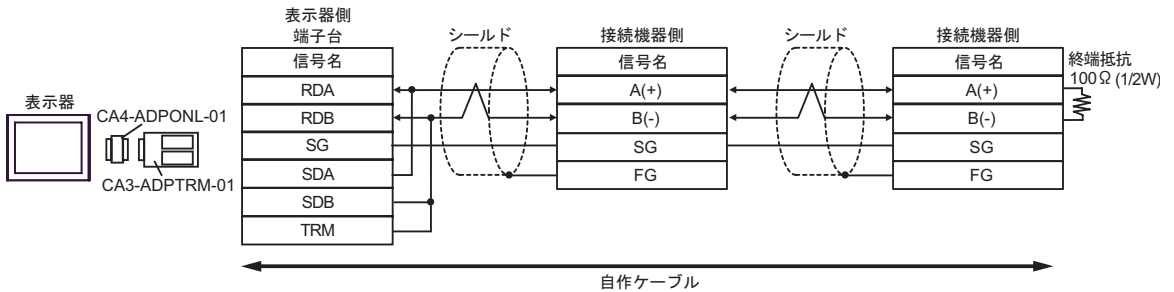 表示器
CA4-ADPONL-01
CA3-ADPTRM-01
表示器側
端子台
信号名
RDA
RDB
SG
SDA
SDB
TRM
シールド
接続機器側
信号名
A(+)
B(-)
SG
FG
シールド
接続機器側
信号名
A(+)
B(-)
SG
FG
終端抵抗
100Ω (1/2W)
自作ケーブル